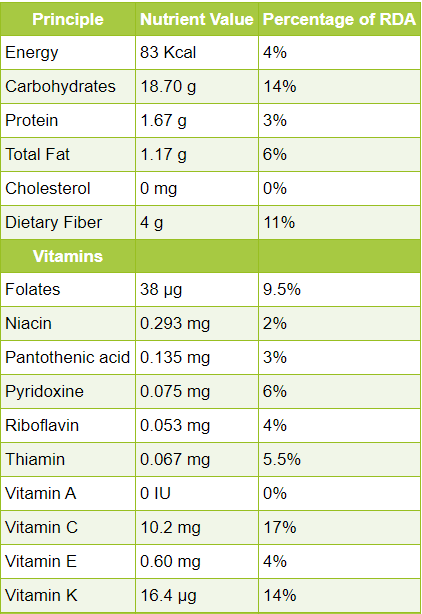 Principle Nutrient Value Percentage of RDA
Energy 83 Kcal 4%
Carbohydrates 18.70 g 14%
Protein 1.67 g 3%
Total Fat 1.17 g 6%
Cholesterol 0 mg 0%
Dietary Fiber 4 g 11%
Vitamins
Folates 38 µg 9.5%
Niacin 0.293 mg 2%
Pantothenic acid 0.135 mg 3%
Pyridoxine 0.075 mg 6%
Riboflavin 0.053 mg 4%
Thiamin 0.067 mg 5.5%
Vitamin A 0 IU 0%
Vitamin C 10.2 mg 17%
Vitamin E 0.60 mg 4%
Vitamin K 16.4 µg 14%